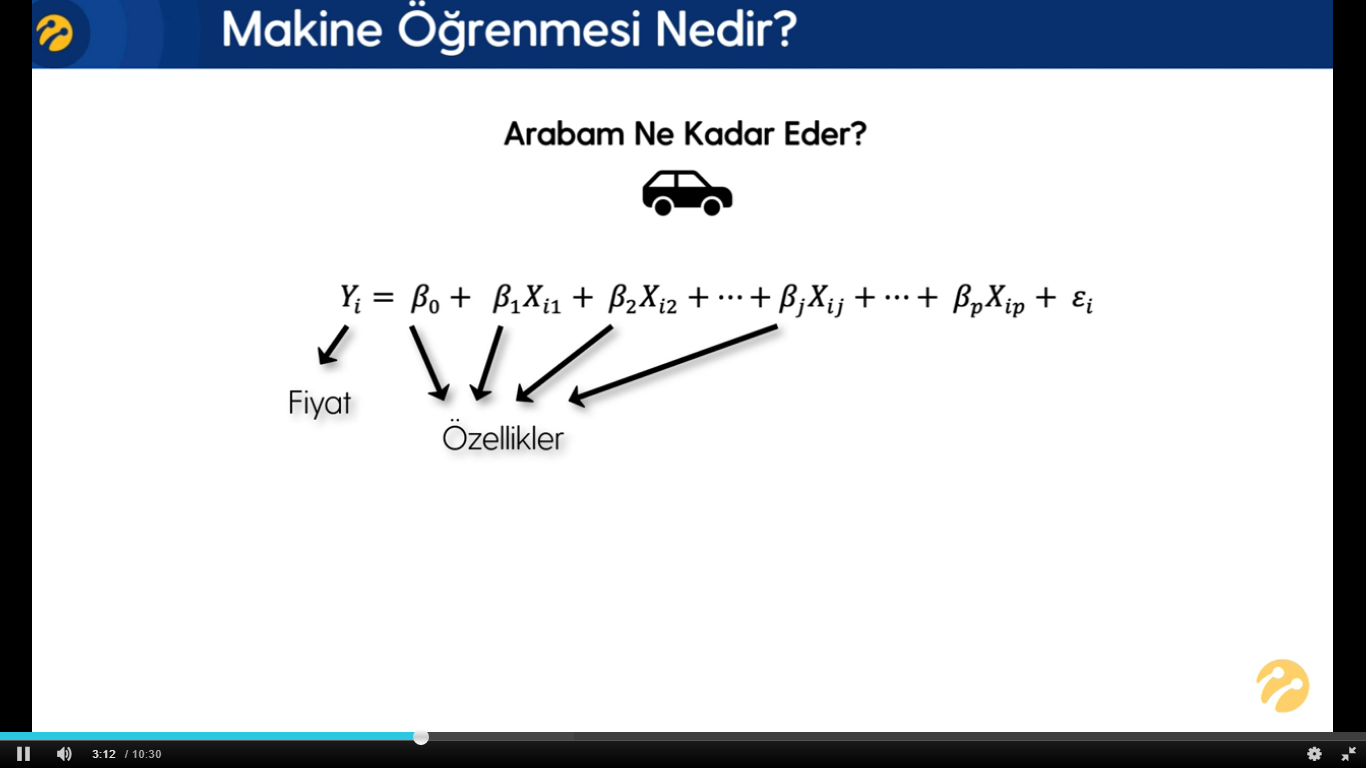 Makine Öğrenmesi Nedir?
Arabam Ne Kadar Eder?
Yᵢ = β₀ + β₁Xᵢ₁ + β₂Xᵢ₂ + ⋯ + βⱼXᵢⱼ + ⋯ + βₚXᵢₚ + εᵢ
Fiyat
Özellikler
3:12 / 10:30